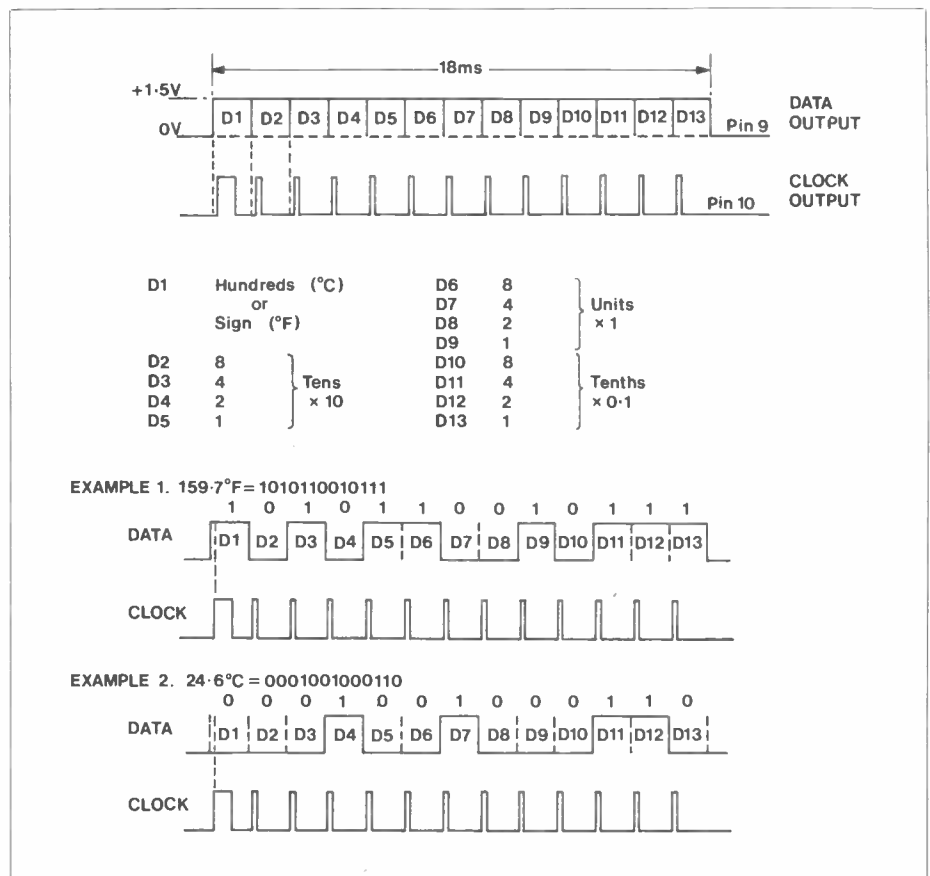 18ms
+1·5V
0V
D1 D2 D3 D4 D5 D6 D7 D8 D9 D10 D11 D12 D13
Pin 9
DATA
OUTPUT
Pin 10
CLOCK
OUTPUT
D1 Hundreds (°C)
or
Sign (°F)
D2 8
D3 4
D4 2
D5 1
Tens
× 10
D6 8
D7 4
D8 2
D9 1
Units
× 1
D10 8
D11 4
D12 2
D13 1
Tenths
× 0·1
EXAMPLE 1. 159·7°F = 1010110010111
1 0 1 0 1 1 0 0 1 0 1 1 1
DATA
D1 D2 D3 D4 D5 D6 D7 D8 D9 D10 D11 D12 D13
CLOCK
EXAMPLE 2. 24·6°C = 0001001000110
0 0 0 1 0 0 1 0 0 0 1 1 0
DATA
D1 D2 D3 D4 D5 D6 D7 D8 D9 D10 D11 D12 D13
CLOCK